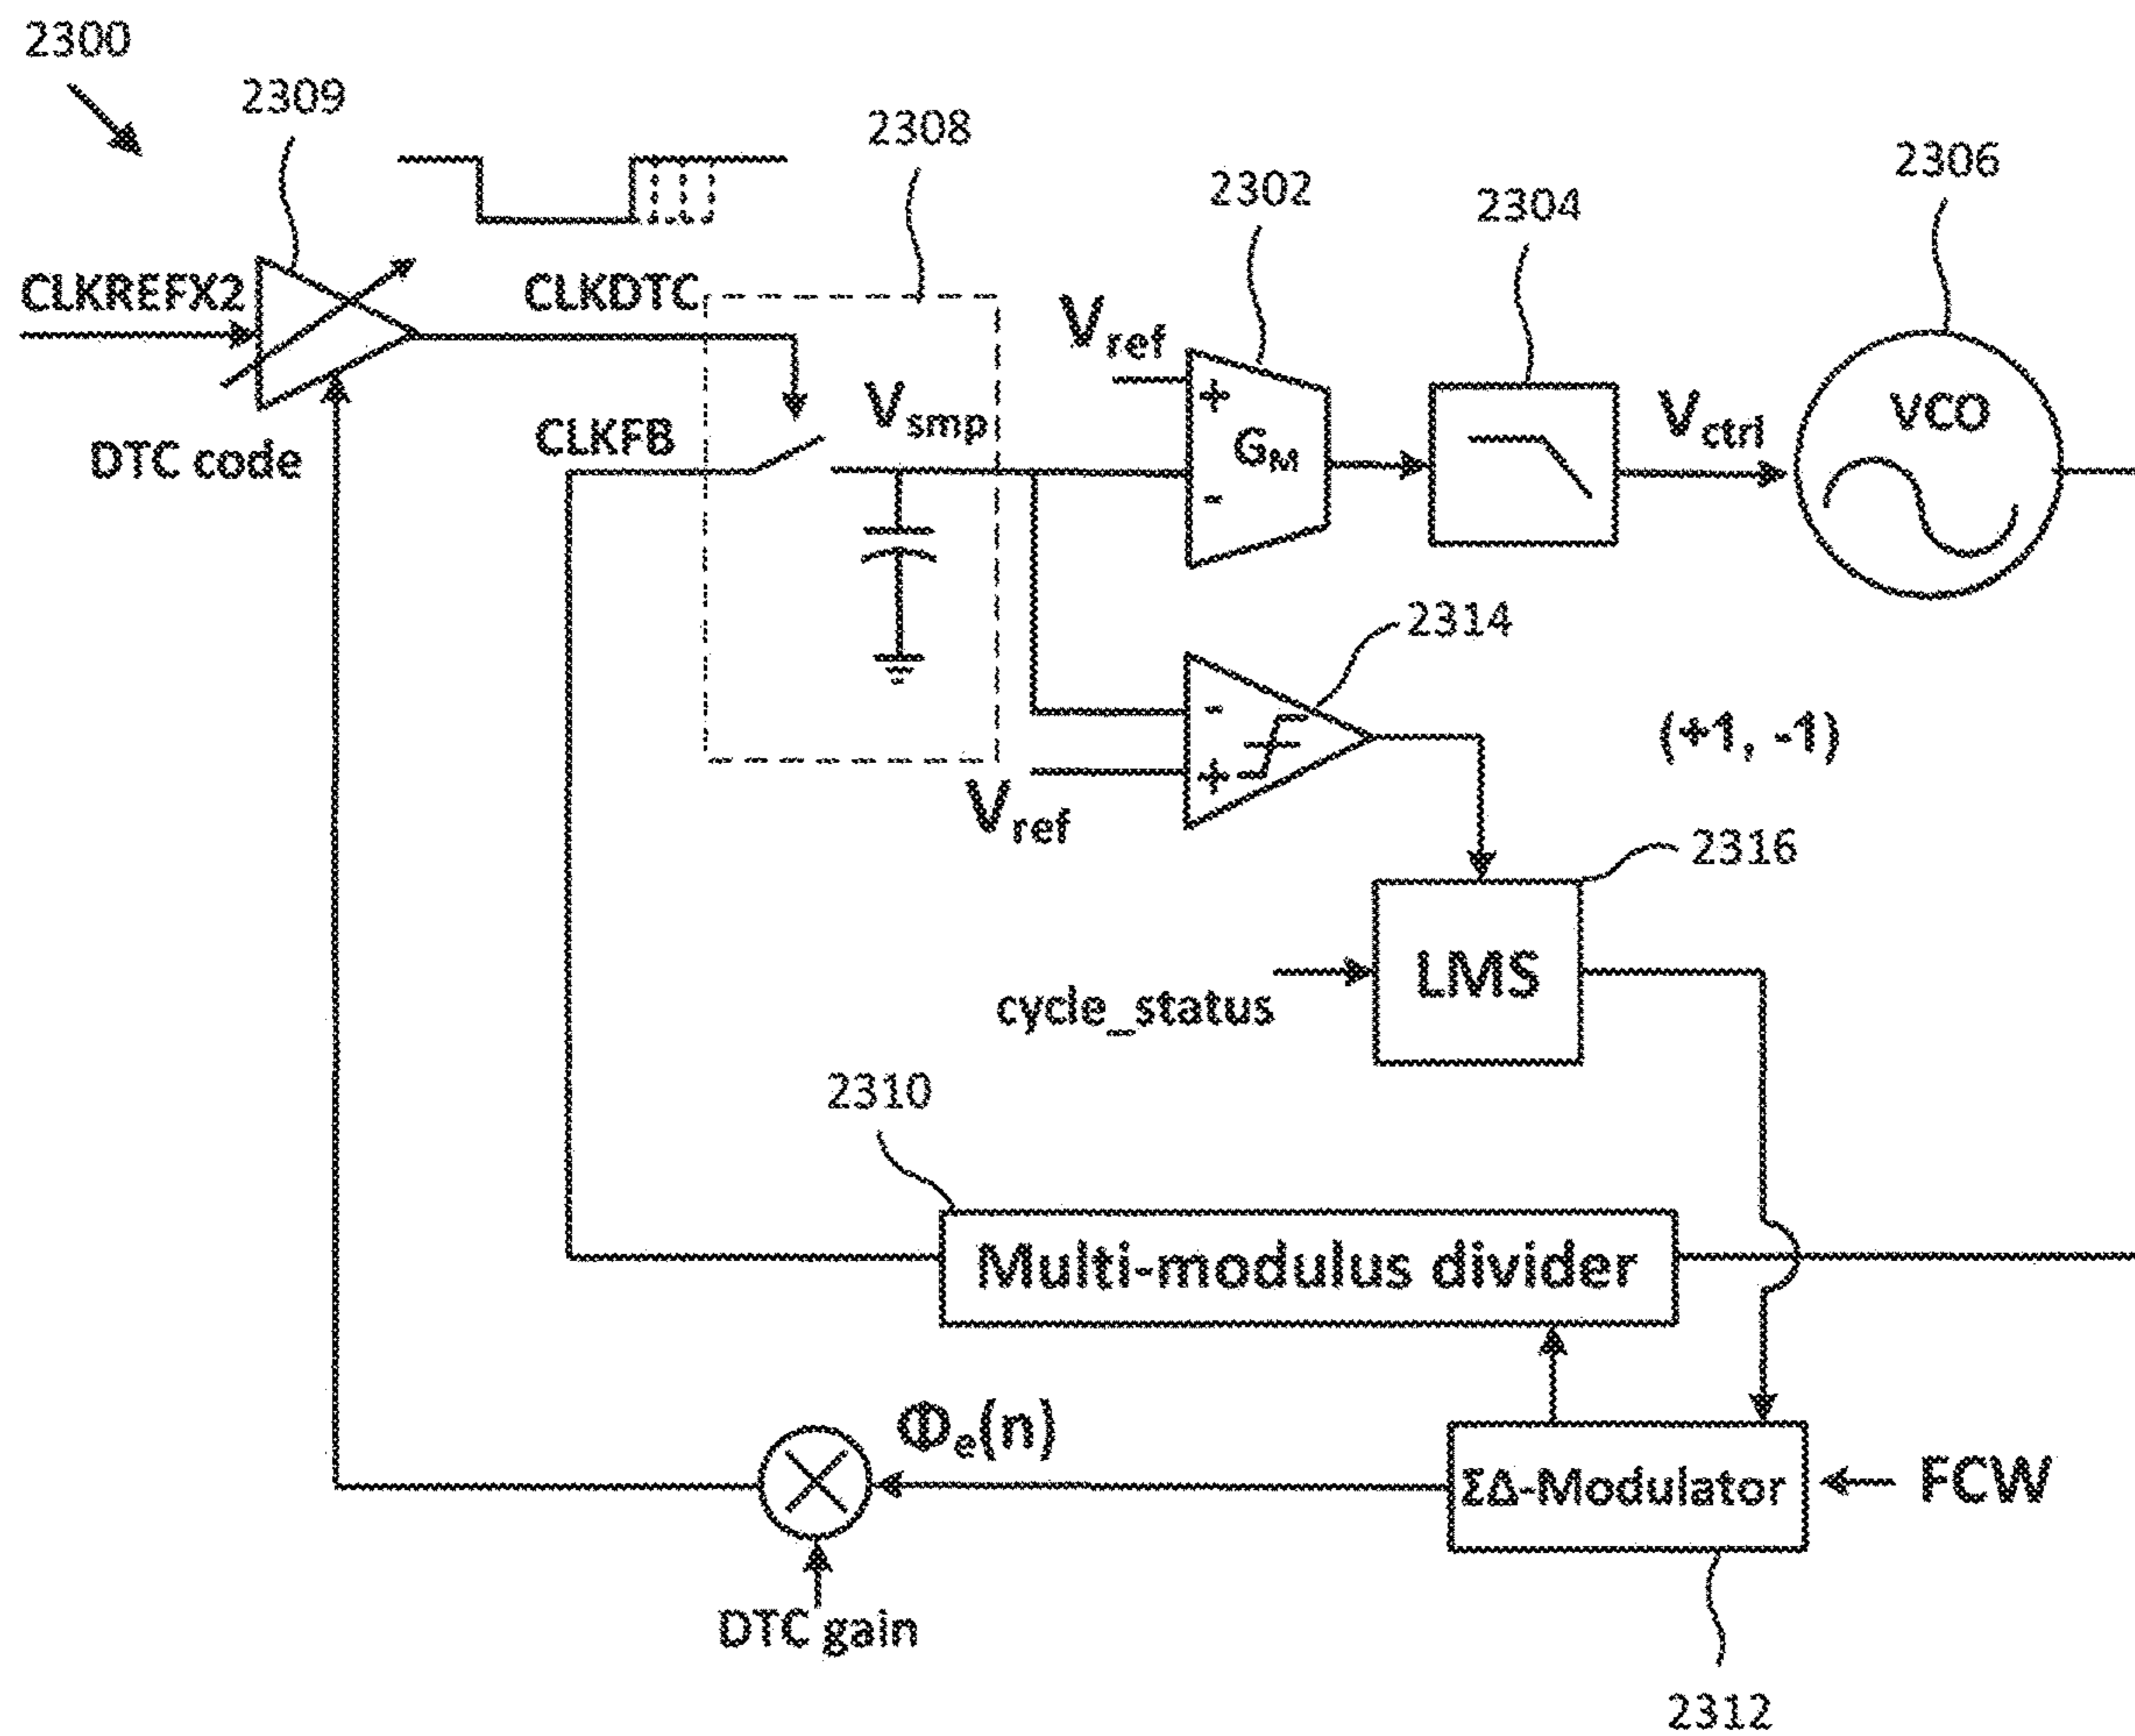 2300
2309
2308
2302
2304
2306
CLKREFX2
CLKDTC
Vref
CLKFB
Vsmp
+
GM
-
Vctrl
VCO
DTC code
2314
-
+
Vref
(+1, -1)
2316
LMS
cycle_status
2310
Multi-modulus divider
Φe(n)
ΣΔ-Modulator
FCW
DTC gain
2312